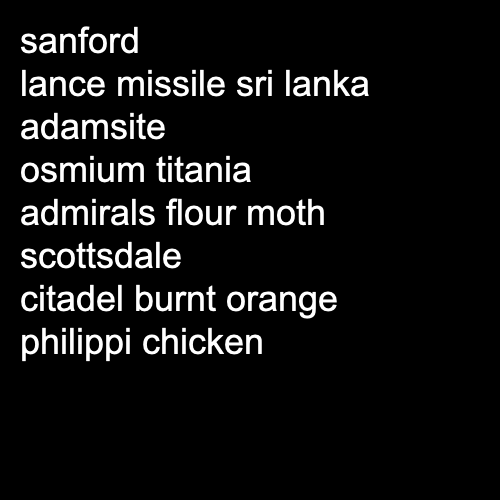 sanford
lance missile sri lanka
adamsite
osmium titania
admirals flour moth
scottsdale
citadel burnt orange
philippi chicken